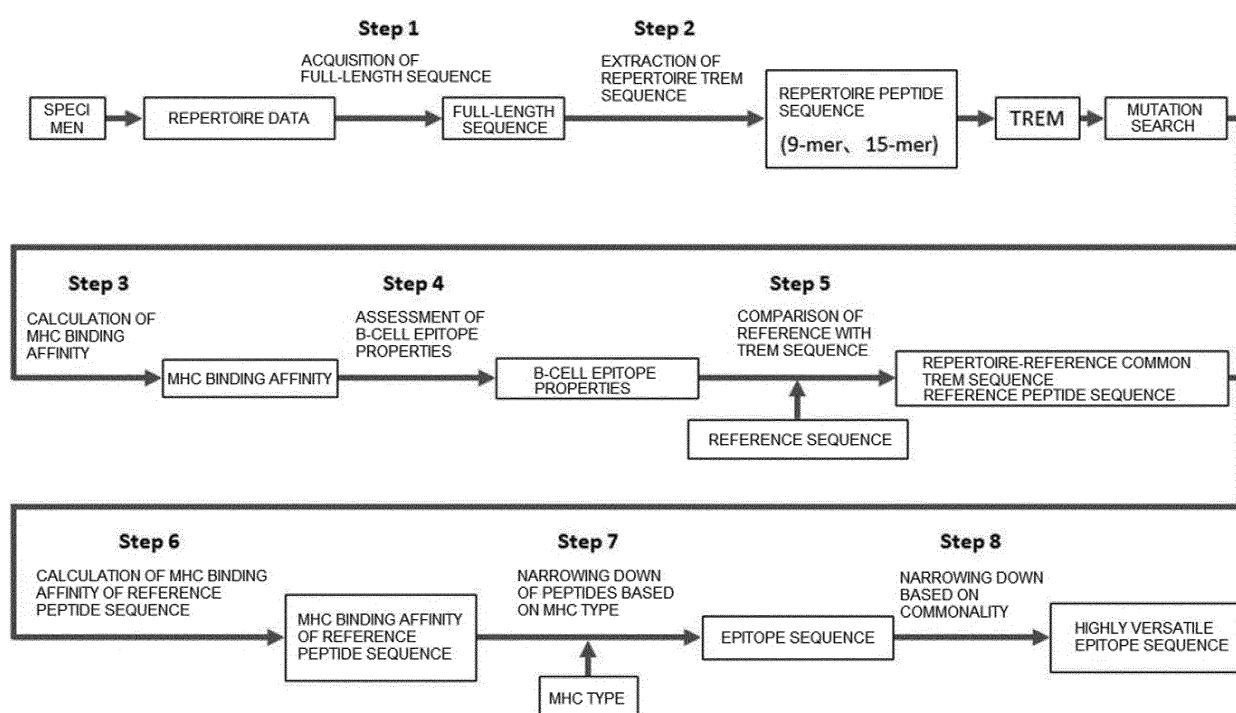 Step 1
Step 2
ACQUISITION OF
FULL-LENGTH SEQUENCE
EXTRACTION OF
REPERTOIRE TREM
SEQUENCE
SPECI
MEN
REPERTOIRE DATA
FULL-LENGTH
SEQUENCE
REPERTOIRE PEPTIDE
SEQUENCE
(9-mer、15-mer)
TREM
MUTATION
SEARCH
Step 3
Step 4
Step 5
CALCULATION OF
MHC BINDING
AFFINITY
ASSESSMENT OF
B-CELL EPITOPE
PROPERTIES
COMPARISON OF
REFERENCE WITH
TREM SEQUENCE
MHC BINDING AFFINITY
B-CELL EPITOPE
PROPERTIES
REPERTOIRE-REFERENCE COMMON
TREM SEQUENCE
REFERENCE PEPTIDE SEQUENCE
REFERENCE SEQUENCE
Step 6
Step 7
Step 8
CALCULATION OF MHC BINDING
AFFINITY OF REFERENCE
PEPTIDE SEQUENCE
NARROWING DOWN
OF PEPTIDES BASED
ON MHC TYPE
NARROWING DOWN
BASED ON
COMMONALITY
MHC BINDING AFFINITY
OF REFERENCE
PEPTIDE SEQUENCE
EPITOPE SEQUENCE
HIGHLY VERSATILE
EPITOPE SEQUENCE
MHC TYPE